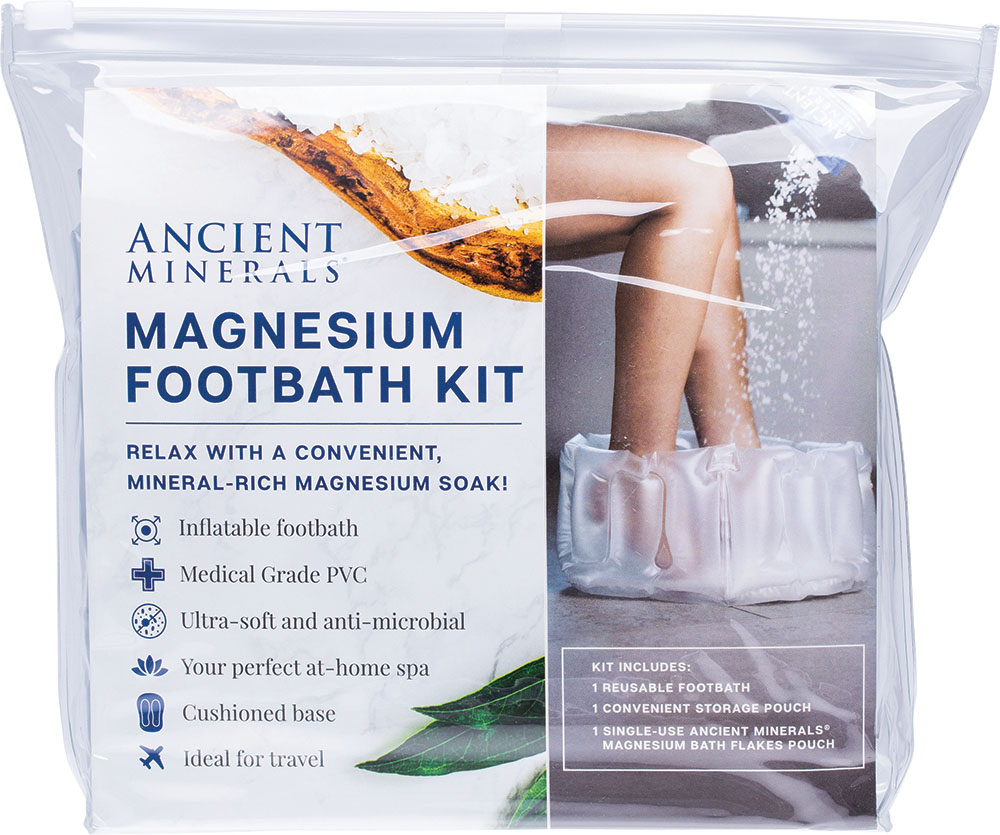 ANCIENT
MINERALS®
MAGNESIUM
FOOTBATH KIT
RELAX WITH A CONVENIENT,
MINERAL-RICH MAGNESIUM SOAK!
Inflatable footbath
Medical Grade PVC
Ultra-soft and anti-microbial
Your perfect at-home spa
Cushioned base
Ideal for travel
ANCIENT
KIT INCLUDES:
1 REUSABLE FOOTBATH
1 CONVENIENT STORAGE POUCH
1 SINGLE-USE ANCIENT MINERALS®
MAGNESIUM BATH FLAKES POUCH